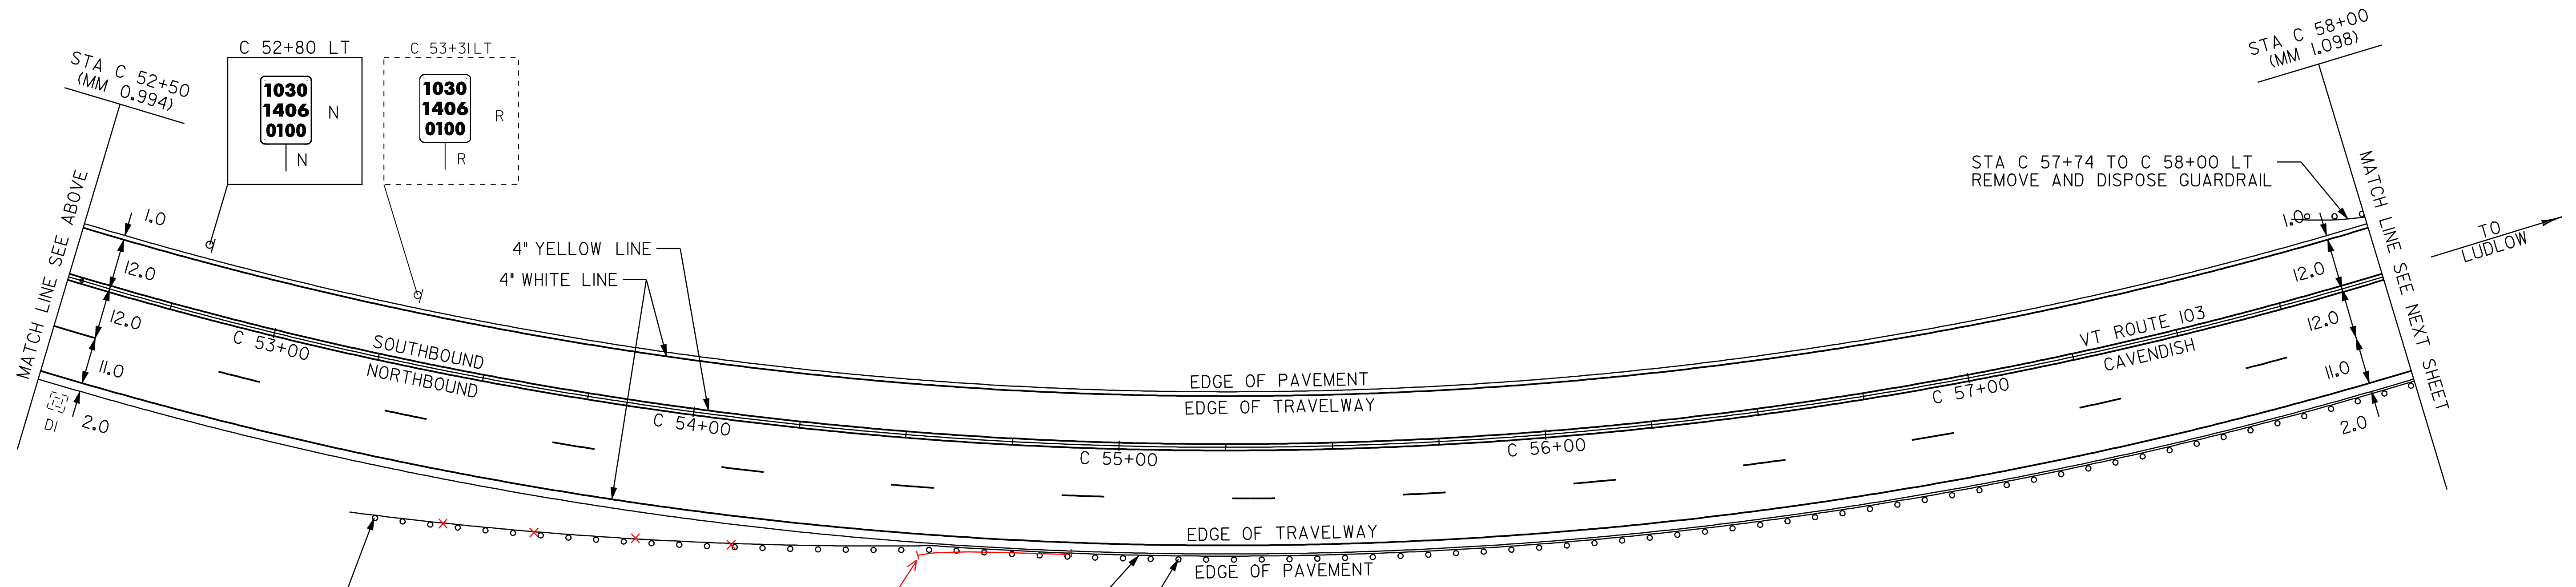 STA C 52+50
(MM 0.994)
MATCH LINE SEE ABOVE
C 52+80 LT
1030
1406
0100
N
N
C 53+31LT
1030
1406
0100
R
R
STA C 58+00
(MM 1.098)
STA C 57+74 TO C 58+00 LT
REMOVE AND DISPOSE GUARDRAIL
MATCH LINE SEE NEXT SHEET
TO
LUDLOW
1.0
12.0
12.0
11.0
2.0
DI
4" YELLOW LINE
4" WHITE LINE
C 53+00
SOUTHBOUND
NORTHBOUND
C 54+00
C 55+00
C 56+00
C 57+00
EDGE OF PAVEMENT
EDGE OF TRAVELWAY
VT ROUTE 103
CAVENDISH
EDGE OF TRAVELWAY
EDGE OF PAVEMENT
1.0
12.0
12.0
11.0
2.0